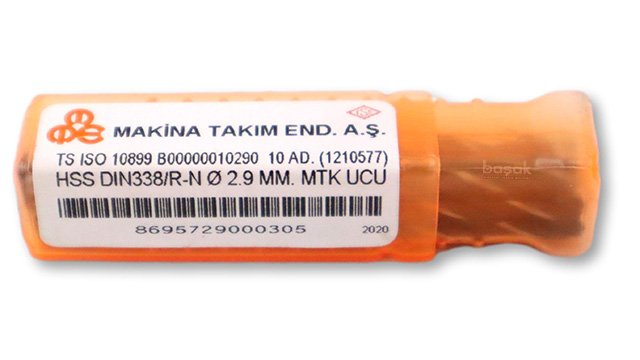 MAKİNA TAKIM END. A.Ş.
TS ISO 10899 B00000010290 10 AD. (1210577)
HSS DIN338/R-N Ø 2.9 MM. MTK UCU
8695729000305 2020
başak